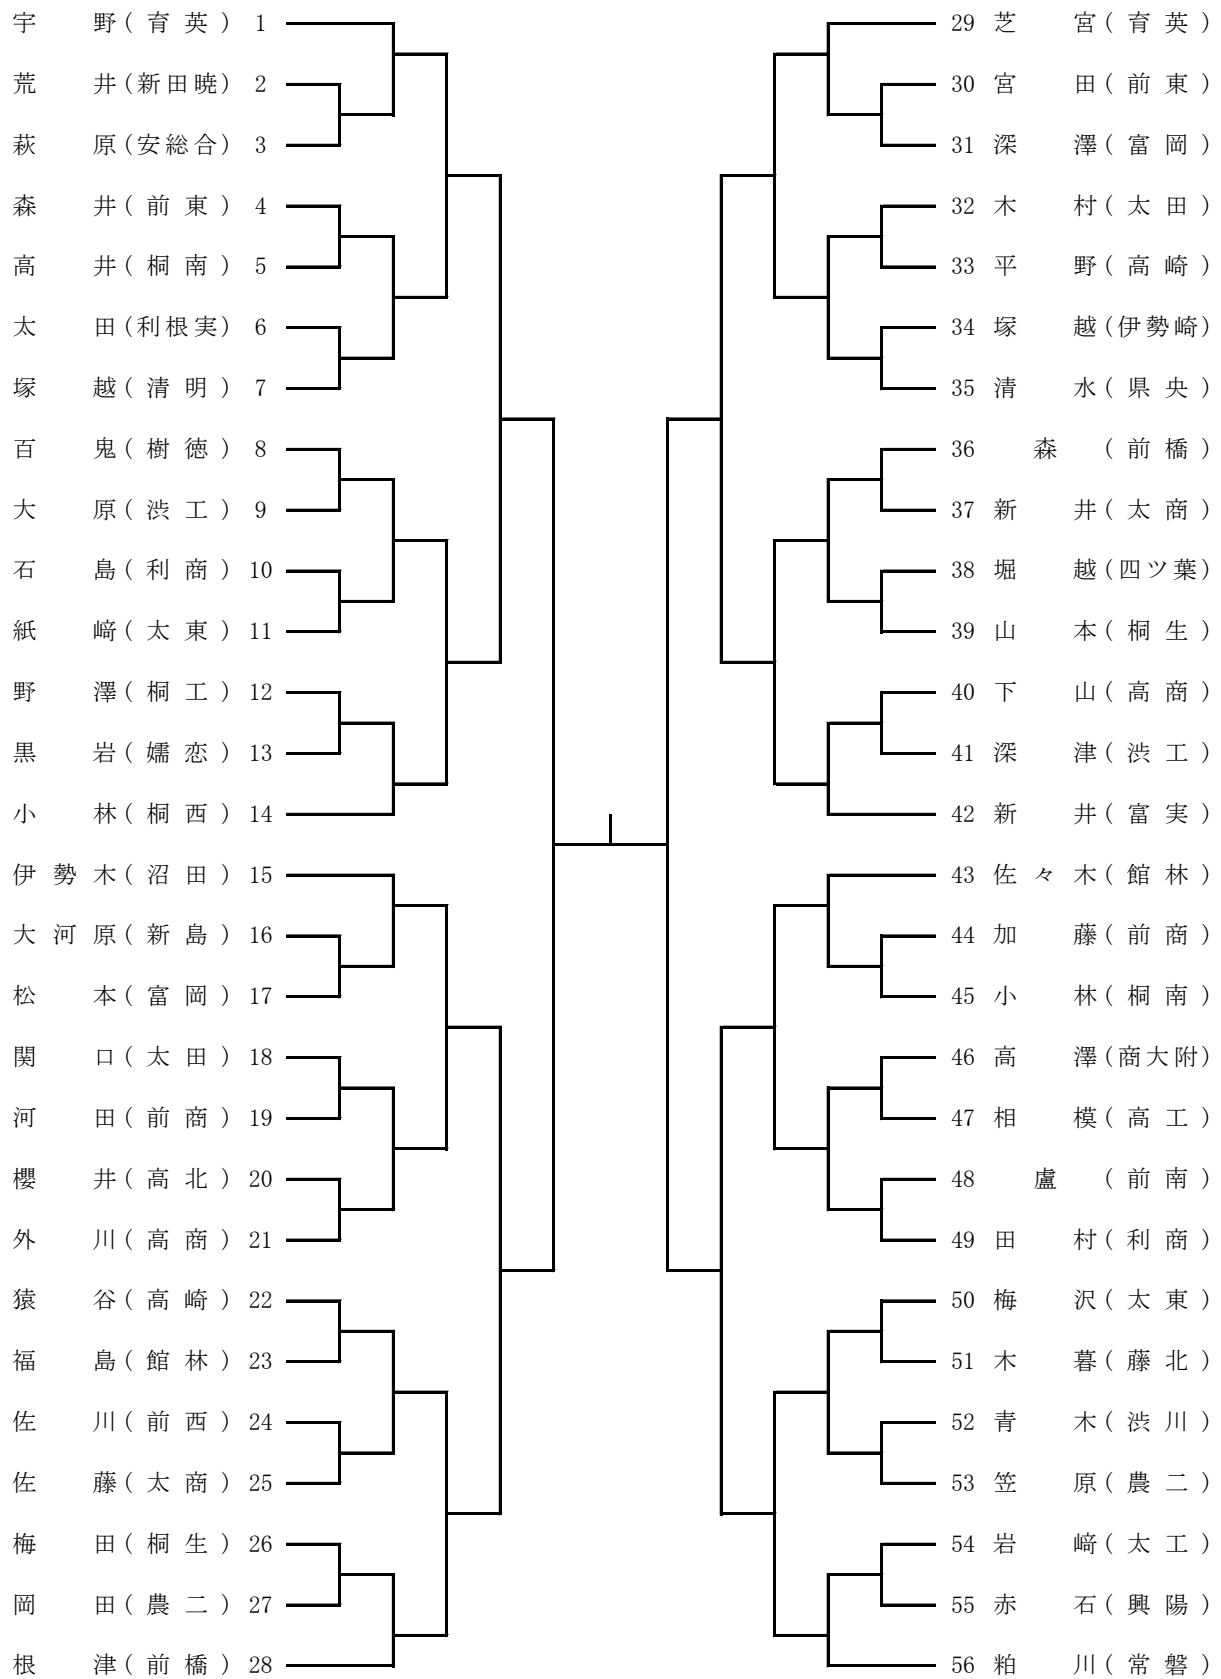 宇野(育英) 1
荒井(新田暁) 2
萩原(安総合) 3
森井(前東) 4
高井(桐南) 5
太田(利根実) 6
塚越(清明) 7
百鬼(樹徳) 8
大原(渋工) 9
石島(利商) 10
紙﨑(太東) 11
野澤(桐工) 12
黒岩(嬬恋) 13
小林(桐西) 14
伊勢木(沼田) 15
大河原(新島) 16
松本(富岡) 17
関口(太田) 18
河田(前商) 19
櫻井(高北) 20
外川(高商) 21
猿谷(高崎) 22
福島(館林) 23
佐川(前西) 24
佐藤(太商) 25
梅田(桐生) 26
岡田(農二) 27
根津(前橋) 28
29 芝宮(育英)
30 宮田(前東)
31 深澤(富岡)
32 木村(太田)
33 平野(高崎)
34 塚越(伊勢崎)
35 清水(県央)
36 森(前橋)
37 新井(太商)
38 堀越(四ツ葉)
39 山本(桐生)
40 下山(高商)
41 深津(渋工)
42 新井(富実)
43 佐々木(館林)
44 加藤(前商)
45 小林(桐南)
46 高澤(商大附)
47 相模(高工)
48 盧(前南)
49 田村(利商)
50 梅沢(太東)
51 木暮(藤北)
52 青木(渋川)
53 笠原(農二)
54 岩﨑(太工)
55 赤石(興陽)
56 粕川(常磐)